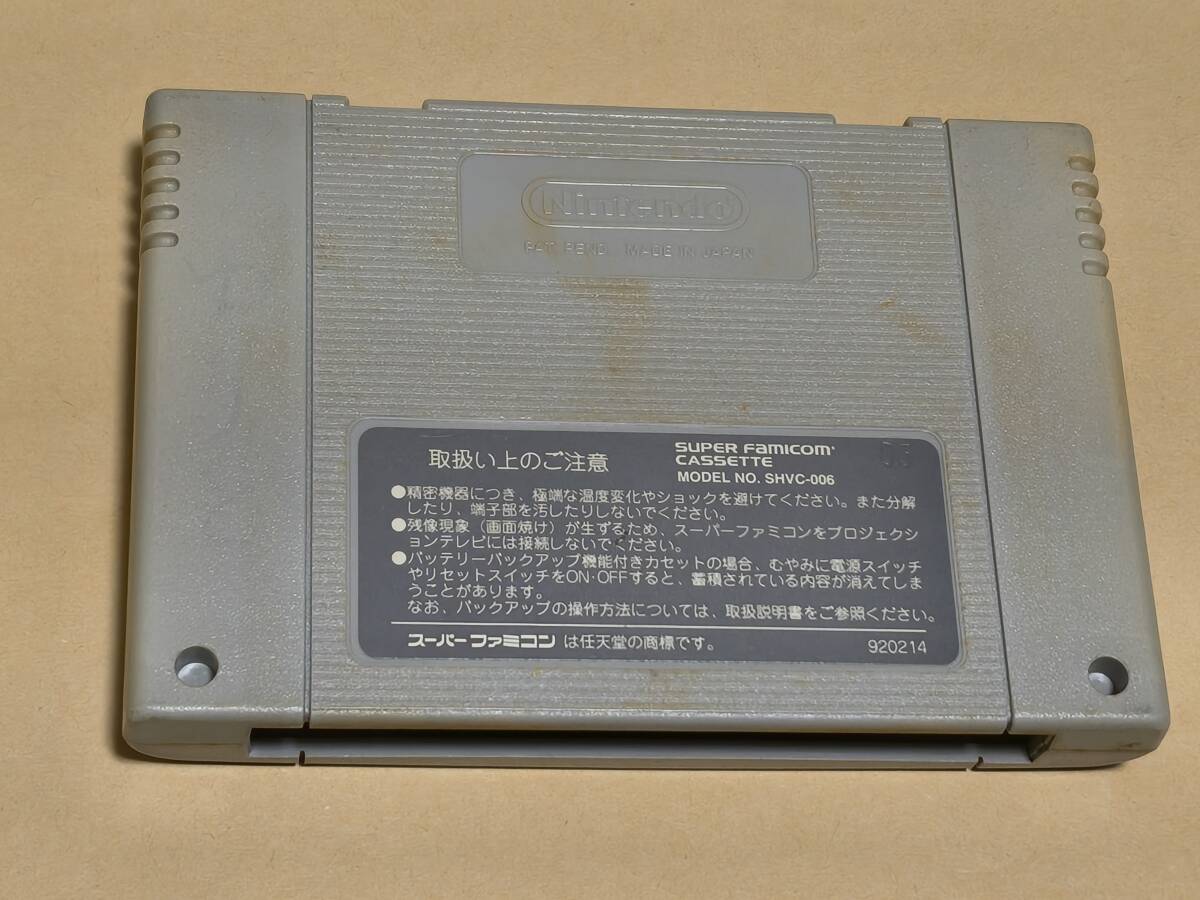 Nintendo
PAT. PEND. MADE IN JAPAN
取扱い上のご注意
SUPER FAMICOM
CASSETTE
MODEL NO. SHVC-006
●精密機器につき、極端な温度変化やショックを避けてください。また分解
したり、端子部を汚したりしないでください。
●残像現象（画面焼け）が生ずるため、スーパーファミコンをプロジェクシ
ョンテレビには接続しないでください。
●バッテリーバックアップ機能付きカセットの場合、むやみに電源スイッチ
やリセットスイッチをON·OFFすると、蓄積されている内容が消えてしま
うことがあります。
なお、バックアップの操作方法については、取扱説明書をご参照ください。
スーパーファミコンは任天堂の商標です。
920214